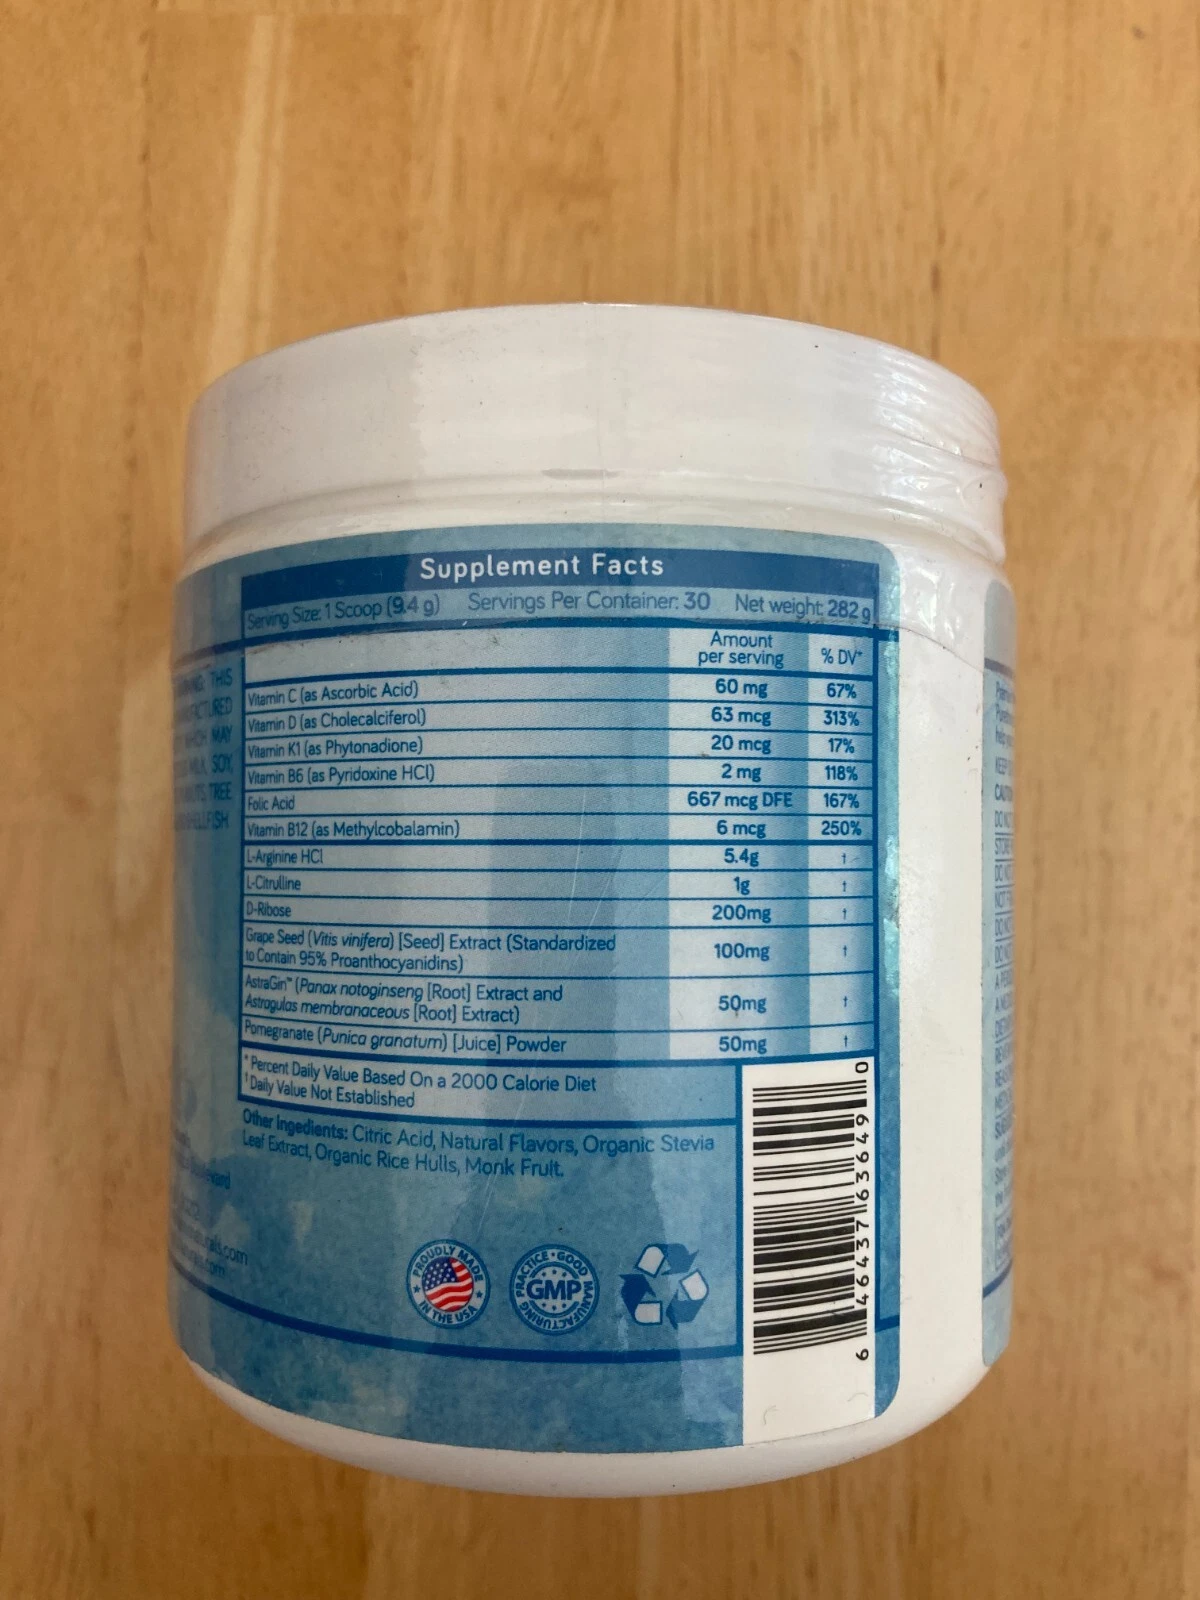 Supplement Facts
Serving Size: 1 Scoop (9.4 g) Servings Per Container: 30 Net weight: 282 g
Amount
per serving % DV*
Vitamin C (as Ascorbic Acid) 60 mg 67%
Vitamin D (as Cholecalciferol) 63 mcg 313%
Vitamin K1 (as Phytonadione) 20 mcg 17%
Vitamin B6 (as Pyridoxine HCl) 2 mg 118%
Folic Acid 667 mcg DFE 167%
Vitamin B12 (as Methylcobalamin) 6 mcg 250%
L-Arginine HCl 5.4g †
L-Citrulline 1g †
D-Ribose 200mg †
Grape Seed (Vitis vinifera) [Seed] Extract (Standardized
to Contain 95% Proanthocyanidins) 100mg †
AstraGin™ (Panax notoginseng [Root] Extract and
Astragulas membranaceous [Root] Extract) 50mg †
Pomegranate (Punica granatum) [Juice] Powder 50mg †
* Percent Daily Value Based On a 2000 Calorie Diet
† Daily Value Not Established
Other Ingedients: Citric Acid, Natural Flavors, Organic Stevia
Leaf Extract, Organic Rice Hulls, Monk Fruit.
PROUDLY MADE
IN THE USA
GOOD MANUFACTURING PRACTICE
GMP
6 46437 63649 0
THIS
MAY
MILK, SOY,
TREE